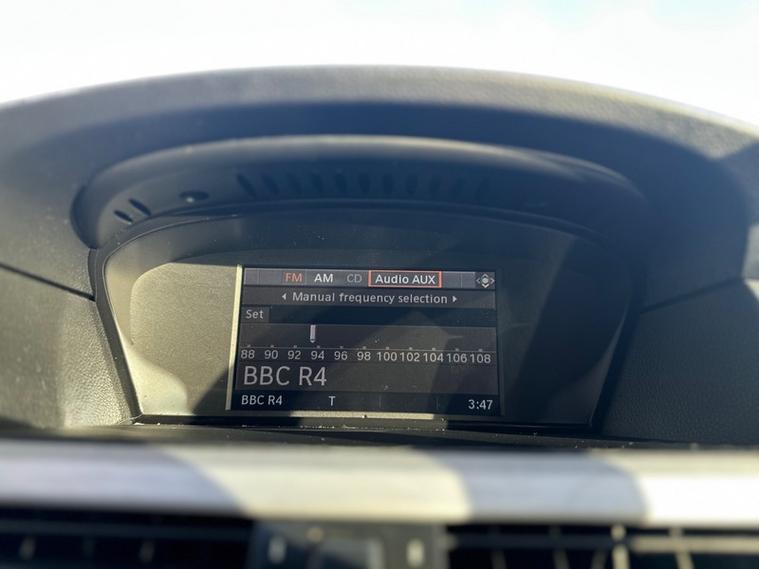 FM AM CD Audio AUX
Manual frequency selection
Set
88 90 92 94 96 98 100 102 104 106 108
BBC R4
BBC R4 T 3:47